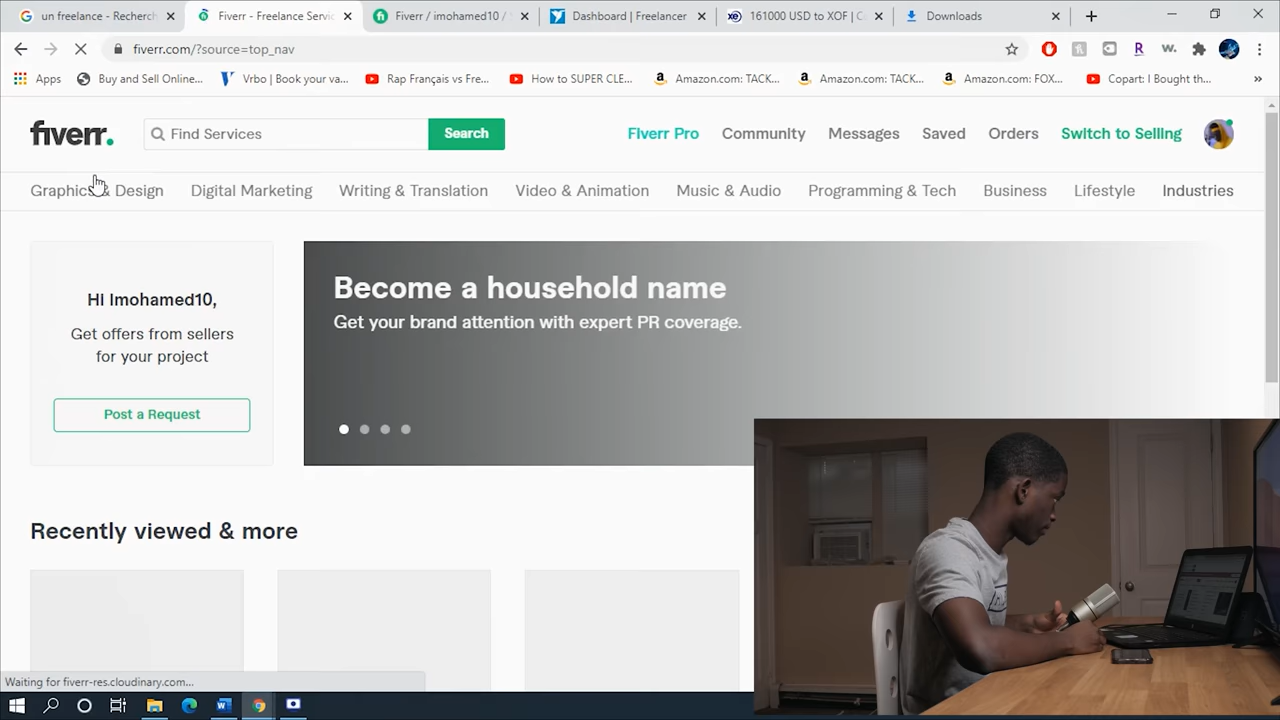 un freelance - Recherch
Fiverr - Freelance Servic
Fiverr / imohamed10 / S
Dashboard | Freelancer
161000 USD to XOF | C
Downloads
fiverr.com/?source=top_nav
Apps
Buy and Sell Online...
Vrbo | Book your va...
Rap Français vs Fre...
How to SUPER CLE...
Amazon.com: TACK...
Amazon.com: TACK...
Amazon.com: FOX...
Copart: I Bought th...
fiverr.
Find Services
Search
Fiverr Pro
Community
Messages
Saved
Orders
Switch to Selling
Graphics & Design
Digital Marketing
Writing & Translation
Video & Animation
Music & Audio
Programming & Tech
Business
Lifestyle
Industries
Hi Imohamed10,
Get offers from sellers
for your project
Post a Request
Become a household name
Get your brand attention with expert PR coverage.
Recently viewed & more
Waiting for fiverr-res.cloudinary.com...